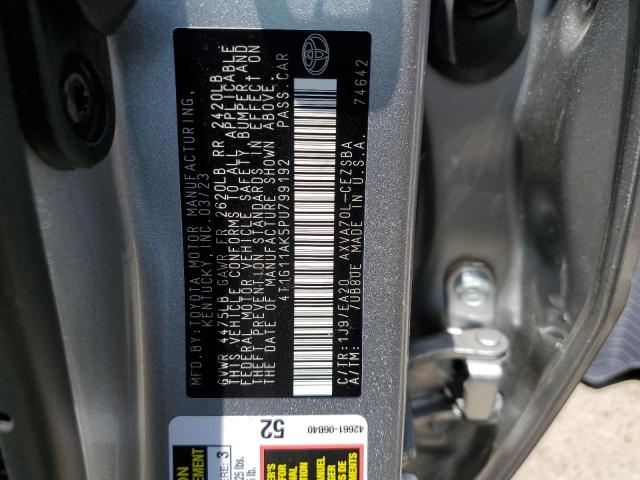 MFD.BY:TOYOTA MOTOR MANUFACTURING,
KENTUCKY, INC. 03/23
GVWR 4475LB GAWR FR 2620LB RR 2420LB
THIS VEHICLE CONFORMS TO ALL APPLICABLE
FEDERAL MOTOR VEHICLE SAFETY, BUMPER AND
THEFT PREVENTION STANDARDS IN EFFECT ON
THE DATE OF MANUFACTURE SHOWN ABOVE.
4T1G11AK5PU799192 PASS.CAR
C/TR:1J9/EA20 AXVA70L-CEZSBA
A/TM: /UB80E MADE IN U.S.A.
74642
52
42661-06B40
3